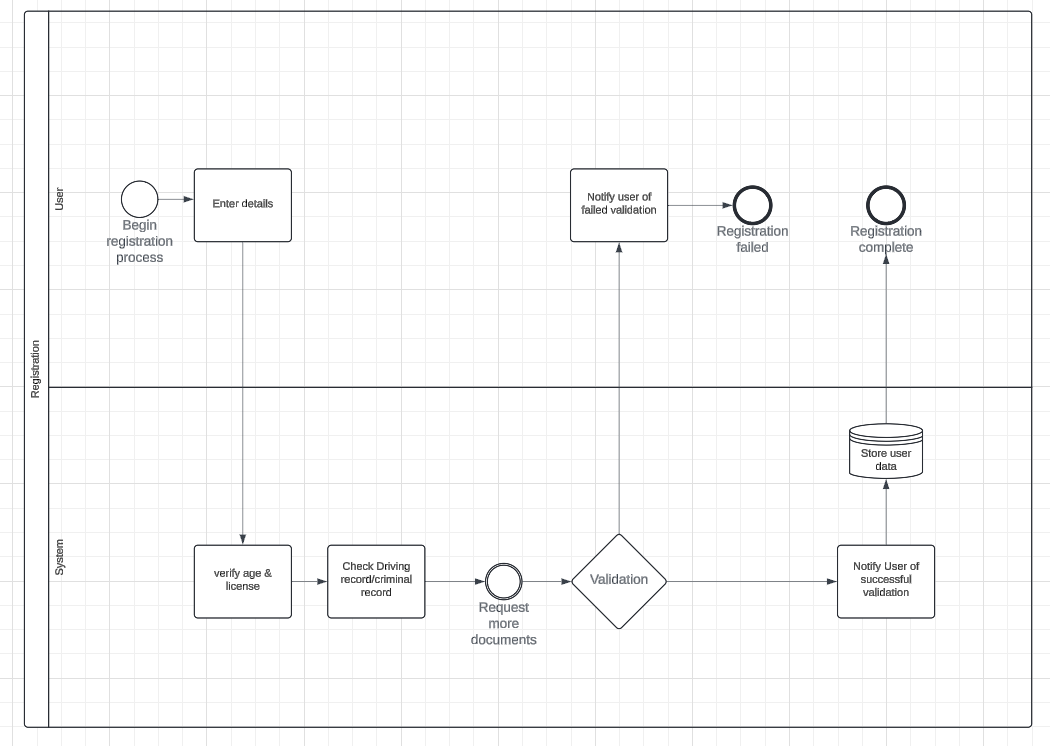 Registration
User
Begin
registration
process
Enter details
Notify user of
failed validation
Registration
failed
Registration
complete
System
verify age &
license
Check Driving
record/criminal
record
Request
more
documents
Validation
Notify User of
successful
validation
Store user
data